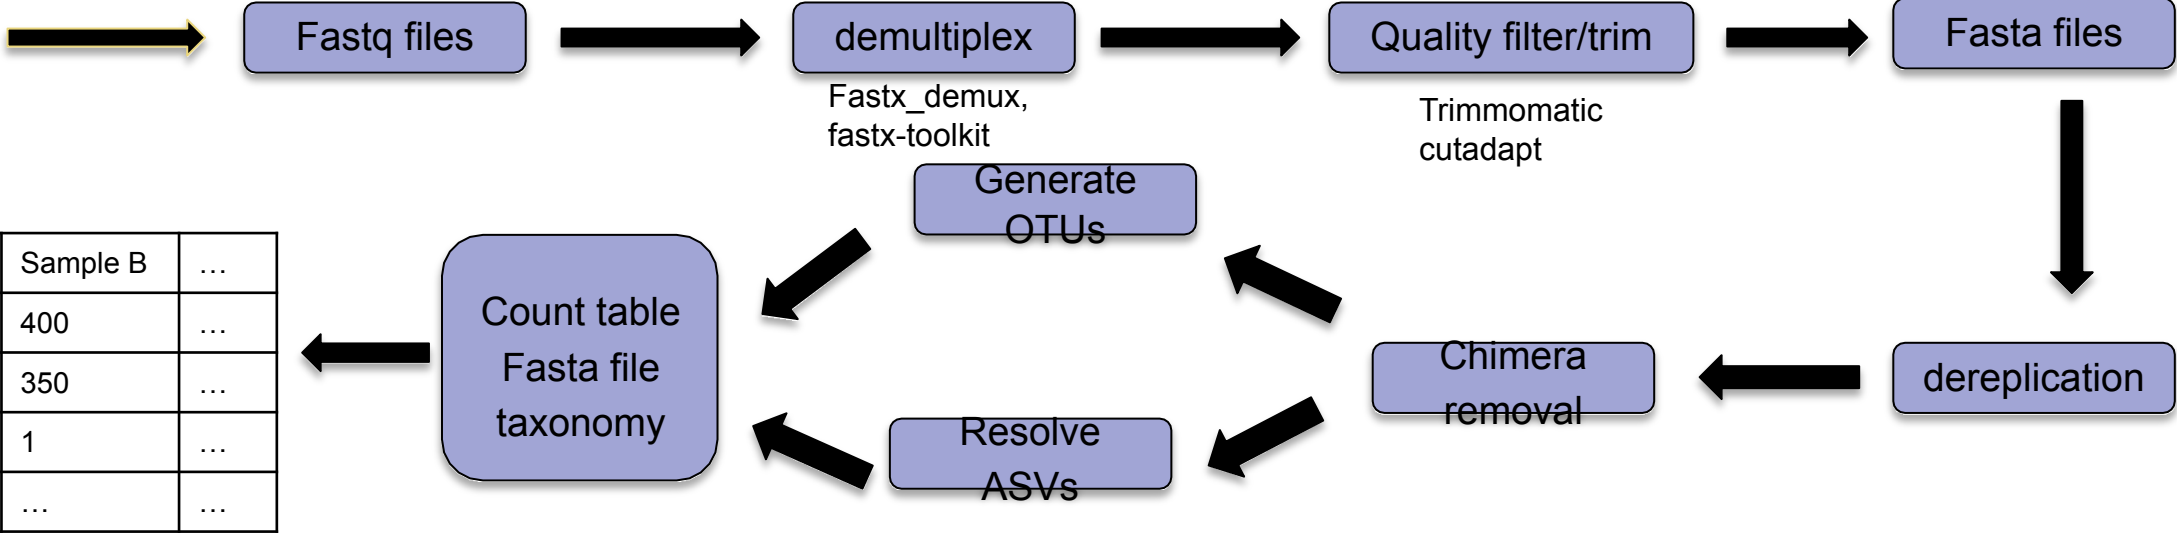 Fastq files
demultiplex
Quality filter/trim
Fasta files
Fastx_demux,
fastx-toolkit
Trimmomatic
cutadapt
Generate
OTUs
Chimera
removal
dereplication
Resolve
ASVs
Count table
Fasta file
taxonomy
Sample B …
400 …
350 …
1 …
… …